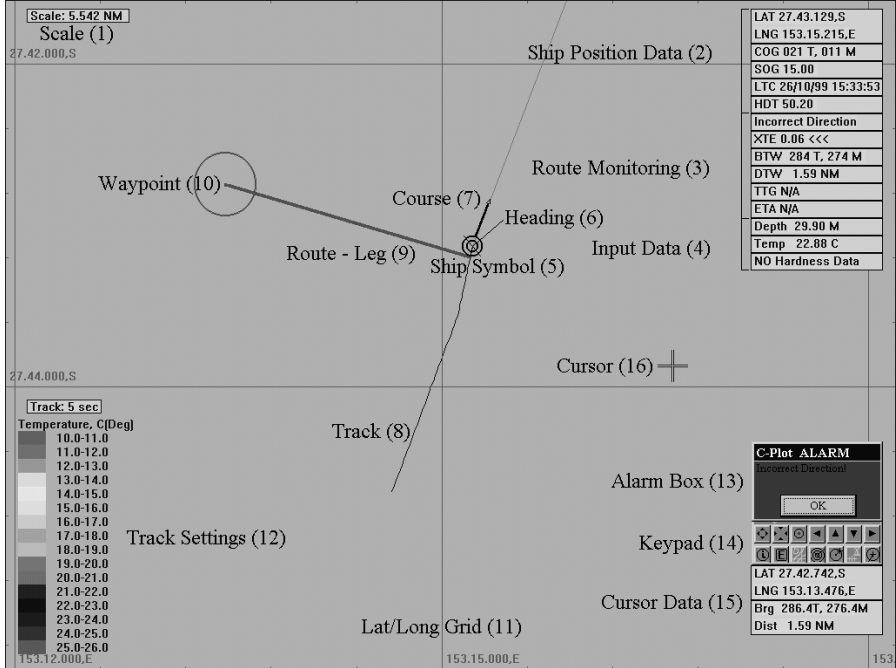 Scale: 5.542 NM
Scale (1)
27.42.000,S
Ship Position Data (2)
LAT 27.43.129,S
LNG 153.15.215,E
COG 021 T, 011 M
SOG 15.00
LTC 26/10/99 15:33:53
HDT 50.20
Incorrect Direction
XTE 0.06 <<<
BTW 284 T, 274 M
DTW 1.59 NM
TTG N/A
ETA N/A
Depth 29.90 M
Temp 22.88 C
NO Hardness Data
Route Monitoring (3)
Waypoint (10)
Course (7)
Heading (6)
Route - Leg (9)
Input Data (4)
Ship Symbol (5)
Cursor (16)
27.44.000,S
Track: 5 sec
Temperature, C(Deg)
10.0-11.0
11.0-12.0
12.0-13.0
13.0-14.0
14.0-15.0
15.0-16.0
16.0-17.0
17.0-18.0
18.0-19.0
19.0-20.0
20.0-21.0
21.0-22.0
22.0-23.0
23.0-24.0
24.0-25.0
25.0-26.0
Track (8)
Track Settings (12)
Alarm Box (13)
C-Plot ALARM
Incorrect Direction!
OK
Keypad (14)
Cursor Data (15)
LAT 27.42.742,S
LNG 153.13.476,E
Brg 286.4T, 276.4M
Dist 1.59 NM
Lat/Long Grid (11)
153.12.000,E
153.15.000,E
153.